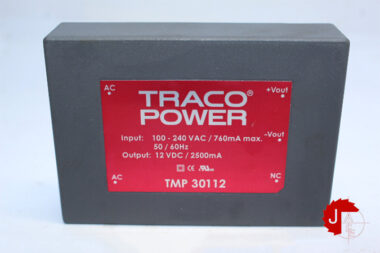 AC
+Vout
TRACO®
POWER
-Vout
Input: 100 - 240 VAC / 760mA max.
50 / 60Hz
Output: 12 VDC / 2500mA
AC
NC
TMP 30112
J